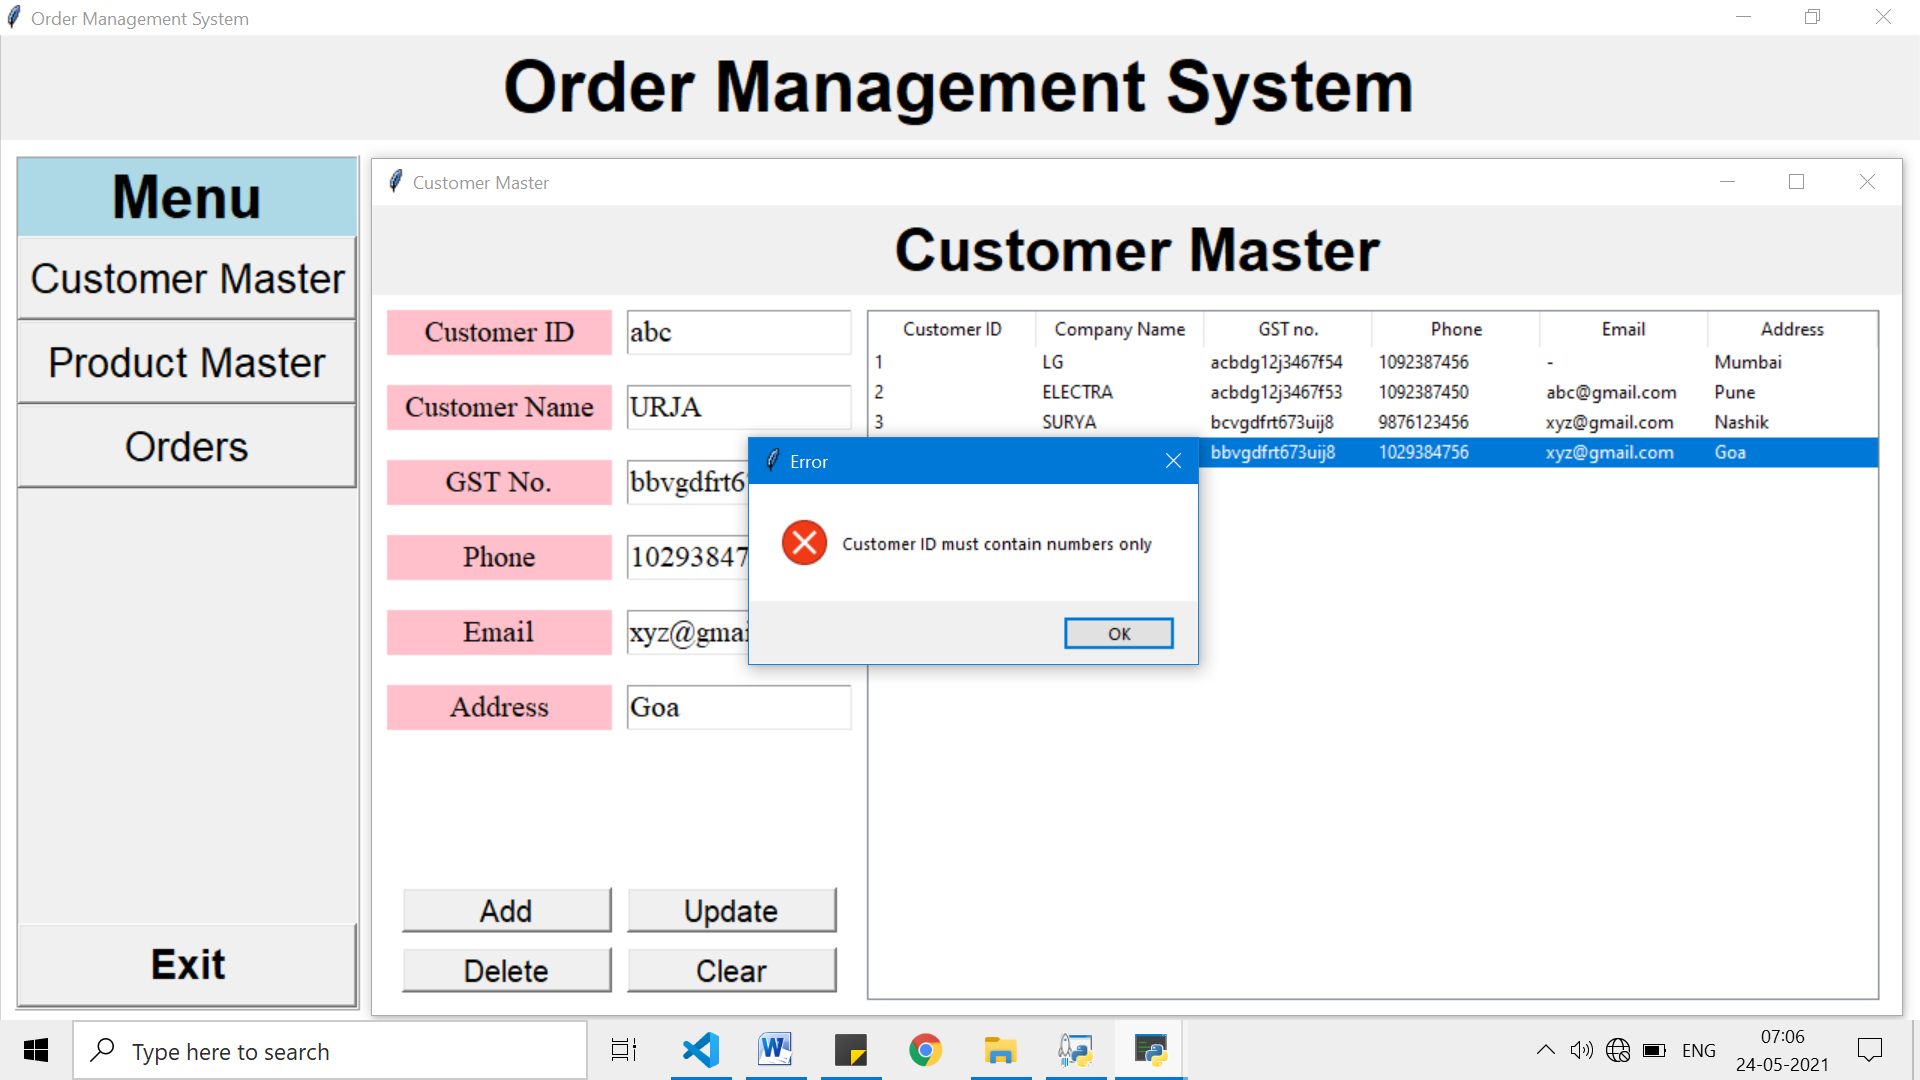 Order Management System
Order Management System
Menu
Customer Master
Product Master
Orders
Exit
Customer Master
Customer Master
Customer ID abc
Customer Name URJA
GST No. bbvgdfrt6
Phone 10293847
Email xyz@gmai
Address Goa
Add Update
Delete Clear
Customer ID Company Name GST no. Phone Email Address
1 LG acbdg12j3467f54 1092387456 - Mumbai
2 ELECTRA acbdg12j3467f53 1092387450 abc@gmail.com Pune
3 SURYA bcvgdfrt673uij8 9876123456 xyz@gmail.com Nashik
bbvgdfrt673uij8 1029384756 xyz@gmail.com Goa
Error
Customer ID must contain numbers only
OK
Type here to search
ENG
07:06
24-05-2021